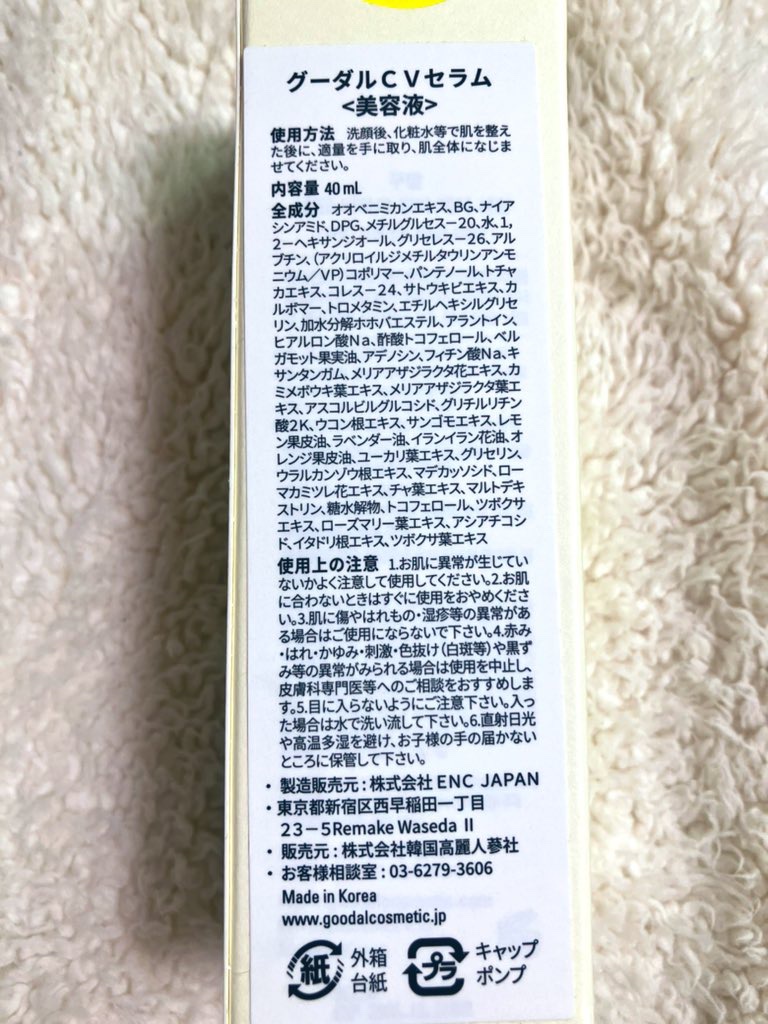 グーダルＣＶセラム
<美容液>
使用方法 洗顔後、化粧水等で肌を整え
た後に、適量を手に取り、肌全体になじま
せてください。
内容量 40 mL
全成分 オオベニミカンエキス、BG、ナイア
シンアミド、DPG、メチルグルセス－20、水、1,
2－ヘキサンジオール、グリセレス－26、アル
ブチン、(アクリロイルジメチルタウリンアンモ
ニウム／VP)コポリマー、パンテノール、トチャ
カエキス、コレス－24、サトウキビエキス、カ
ルボマー、トロメタミン、エチルヘキシルグリセ
リン、加水分解ホホバエステル、アラントイン、
ヒアルロン酸Na、酢酸トコフェロール、ベル
ガモット果実油、アデノシン、フィチン酸Na、キ
サンタンガム、メリアアザジラクタ花エキス、カ
ミメボウキ葉エキス、メリアアザジラクタ葉エ
キス、アスコルビルグルコシド、グリチルリチン
酸2K、ウコン根エキス、サンゴモエキス、レモ
ン果皮油、ラベンダー油、イランイラン花油、オ
レンジ果皮油、ユーカリ葉エキス、グリセリン、
ウラルカンゾウ根エキス、マデカッソシド、ロー
マカミツレ花エキス、チャ葉エキス、マルトデキ
ストリン、糖水解物、トコフェロール、ツボクサ
エキス、ローズマリー葉エキス、アシアチコシ
ド、イタドリ根エキス、ツボクサ葉エキス
使用上の注意 1.お肌に異常が生じてい
ないかよく注意して使用してください。2.お肌
に合わないときはすぐに使用をおやめくださ
い。3.肌に傷やはれもの・湿疹等の異常があ
る場合はご使用にならないで下さい。4.赤み
・はれ・かゆみ・刺激・色抜け(白斑等)や黒ず
み等の異常がみられる場合は使用を中止し、
皮膚科専門医等へのご相談をおすすめしま
す。5.目に入らないようにご注意下さい。入っ
た場合は水で洗い流して下さい。6.直射日光
や高温多湿を避け、お子様の手の届かない
ところに保管して下さい。
・製造販売元：株式会社 ENC JAPAN
・東京都新宿区西早稲田一丁目
23－5Remake Waseda Ⅱ
・販売元：株式会社韓国高麗人蔘社
・お客様相談室：03-6279-3606
Made in Korea
www.goodalcosmetic.jp
紙 外箱 プラ キャップ
台紙 ポンプ